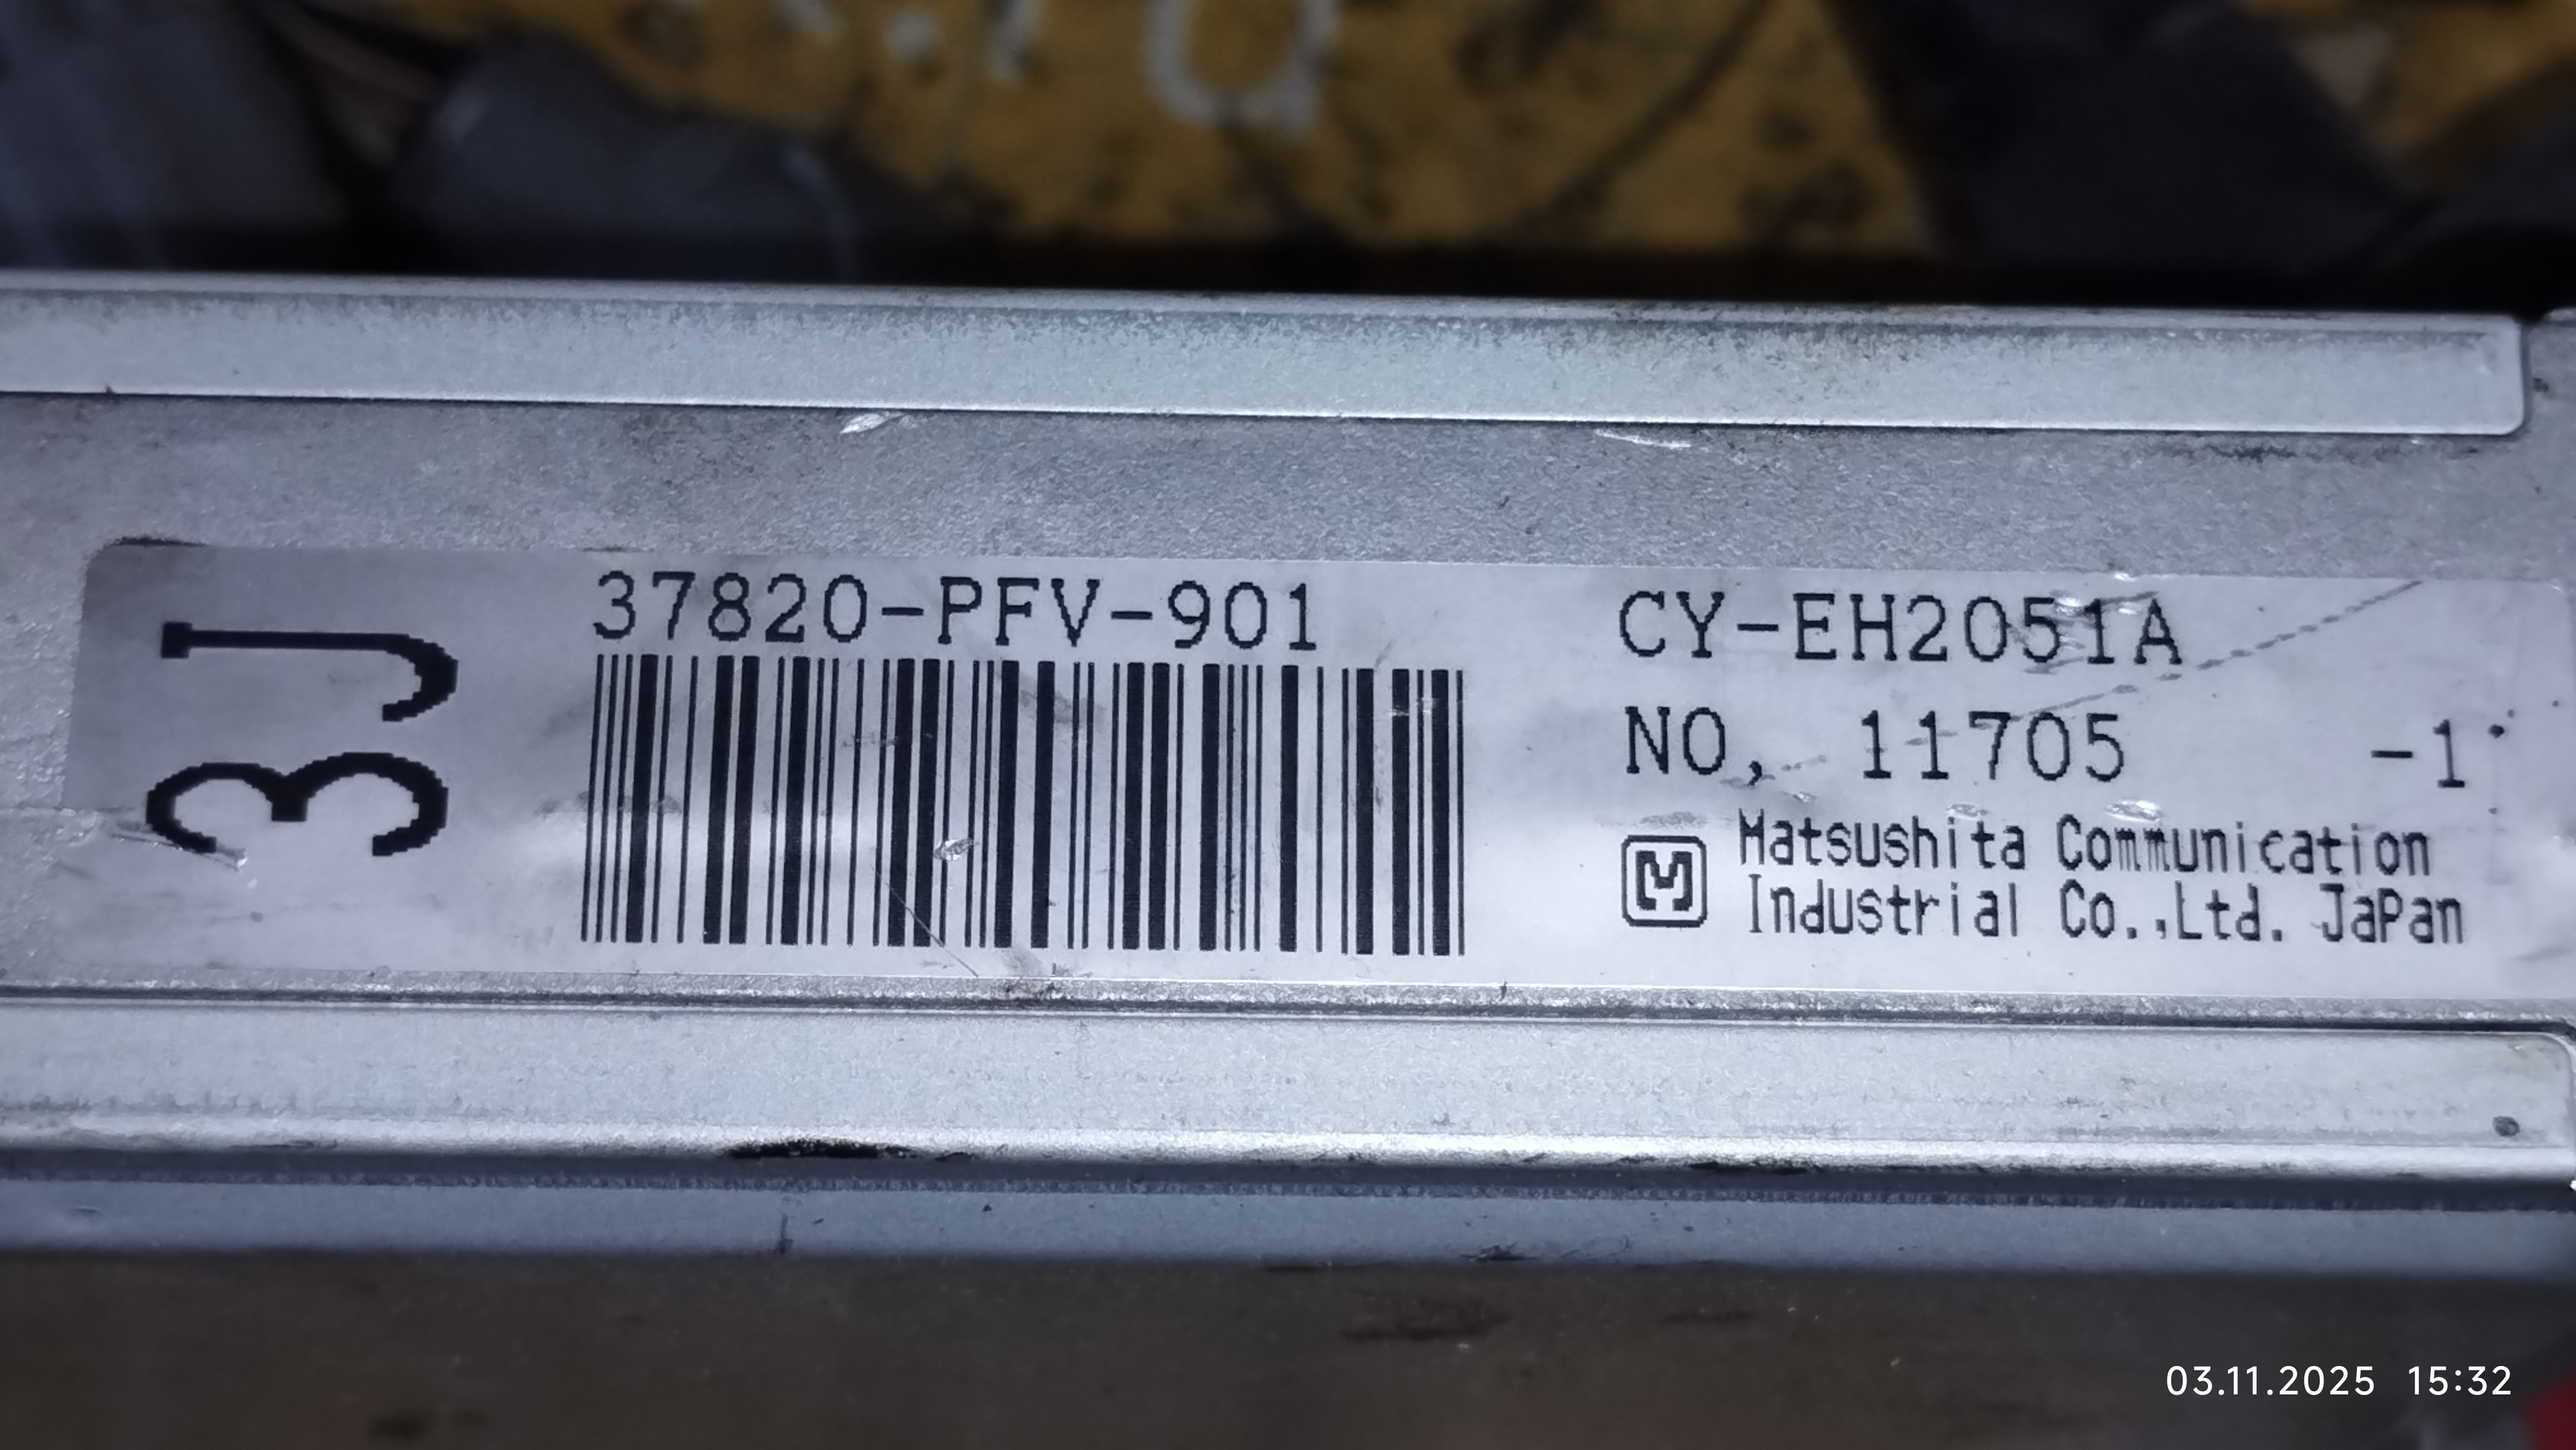 3J
37820-PFV-901
CY-EH2051A
NO, 11705 -1
M Matsushita Communication
Industrial Co.,Ltd. JaPan
03.11.2025 15:32